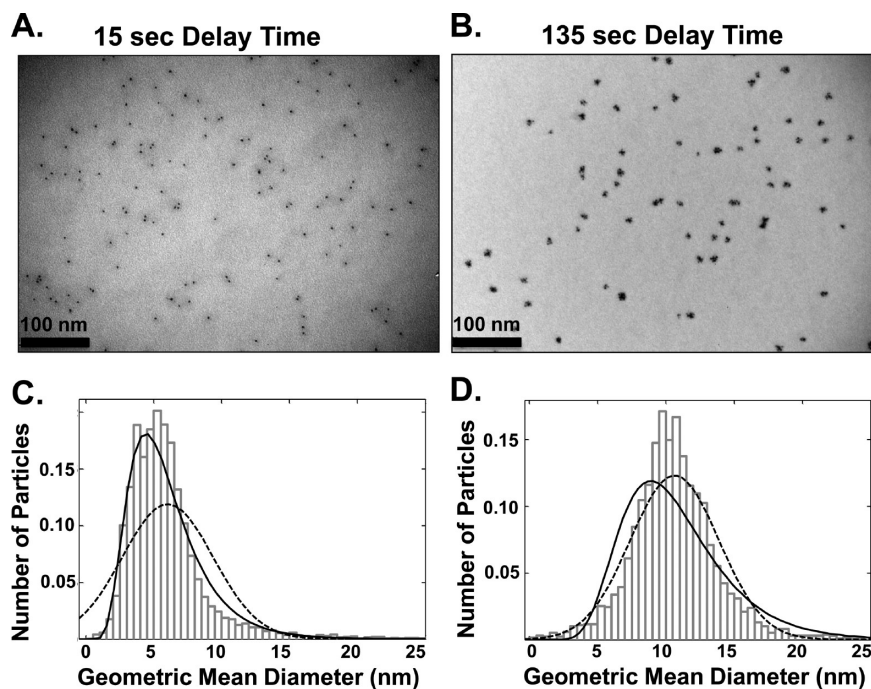 A.
15 sec Delay Time
100 nm
B.
135 sec Delay Time
100 nm
C.
Number of Particles
0.15
0.10
0.05
0
5
10
15
20
25
Geometric Mean Diameter (nm)
D.
Number of Particles
0.15
0.10
0.05
0
5
10
15
20
25
Geometric Mean Diameter (nm)